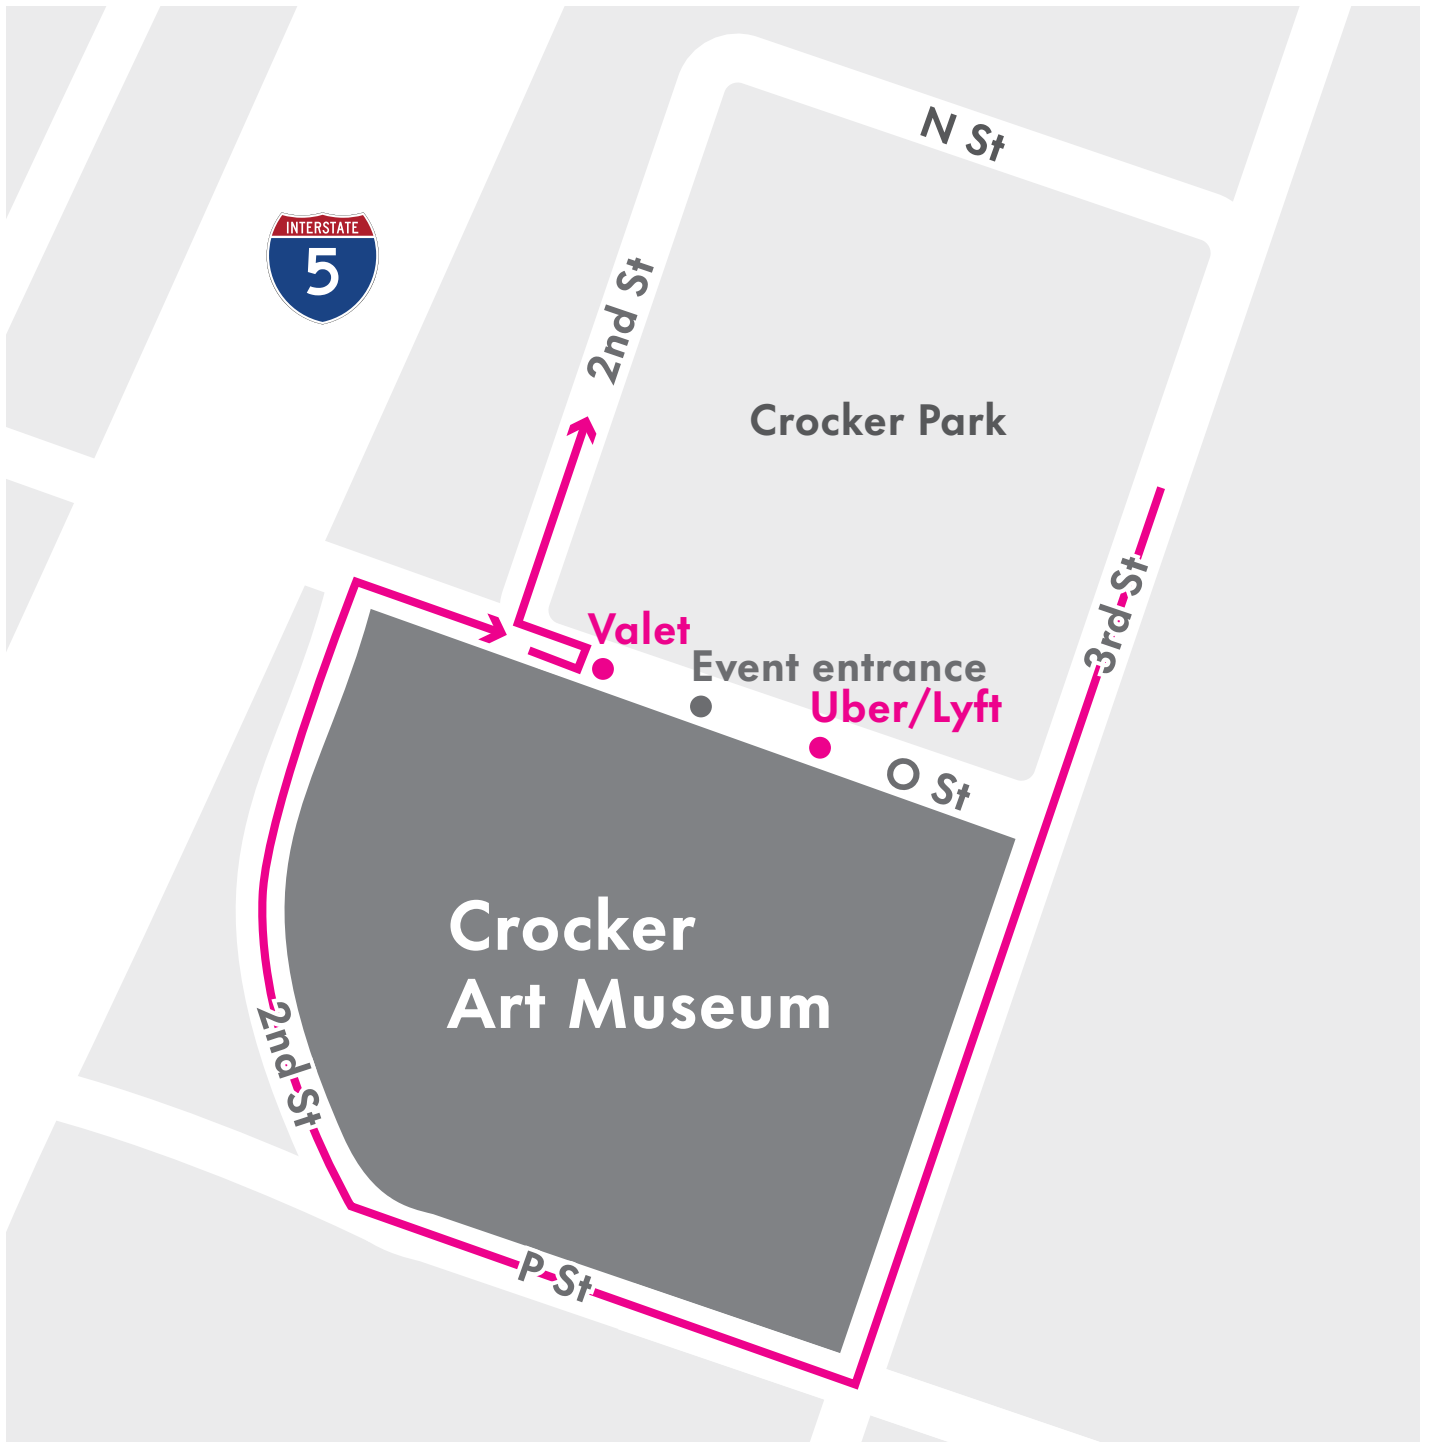 N St
INTERSTATE
5
2nd St
Crocker Park
3rd St
Valet
Event entrance
Uber/Lyft
O St
Crocker
Art Museum
2nd St
P St